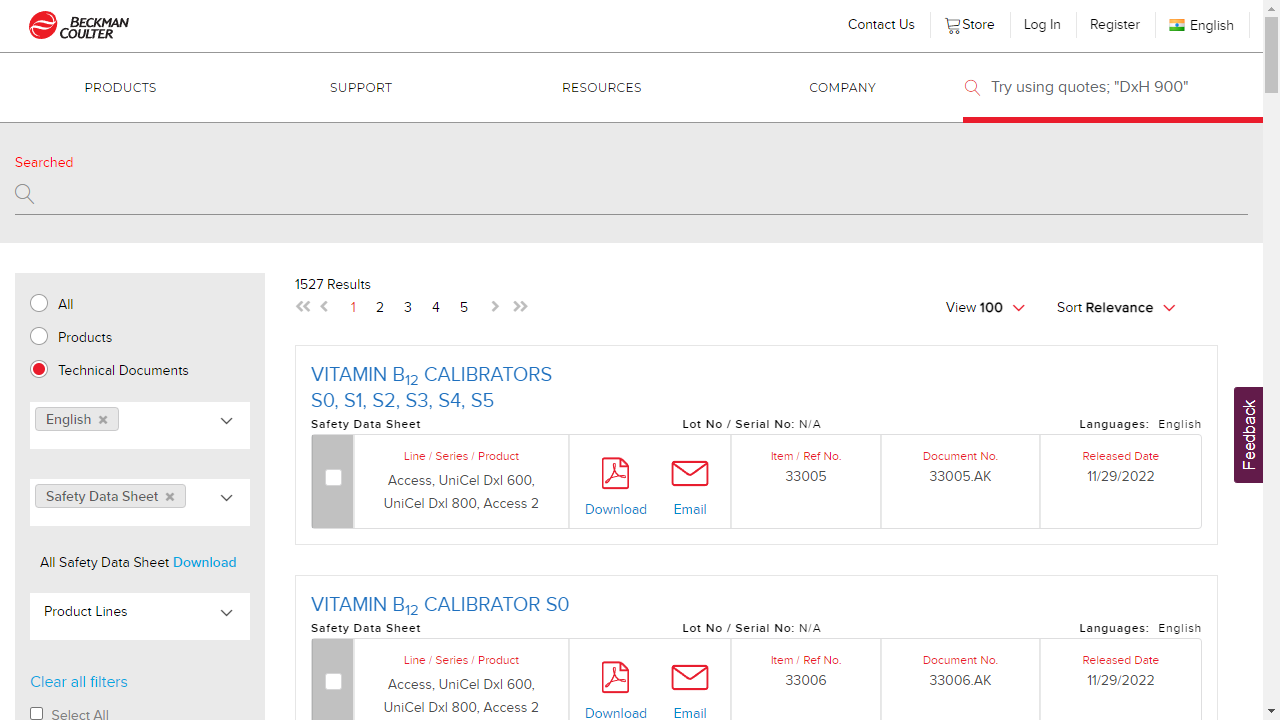 BECKMAN
COULTER
Contact Us
Store
Log In
Register
English
PRODUCTS
SUPPORT
RESOURCES
COMPANY
Try using quotes; "DxH 900"
Searched
All
Products
Technical Documents
English
Safety Data Sheet
All Safety Data Sheet Download
Product Lines
Clear all filters
Select All
1527 Results
1 2 3 4 5
View 100
Sort Relevance
VITAMIN B12 CALIBRATORS
S0, S1, S2, S3, S4, S5
Safety Data Sheet
Lot No / Serial No: N/A
Languages: English
Line / Series / Product
Access, UniCel DxI 600,
UniCel DxI 800, Access 2
Download
Email
Item / Ref No.
33005
Document No.
33005.AK
Released Date
11/29/2022
VITAMIN B12 CALIBRATOR S0
Safety Data Sheet
Lot No / Serial No: N/A
Languages: English
Line / Series / Product
Access, UniCel DxI 600,
UniCel DxI 800, Access 2
Download
Email
Item / Ref No.
33006
Document No.
33006.AK
Released Date
11/29/2022
Feedback